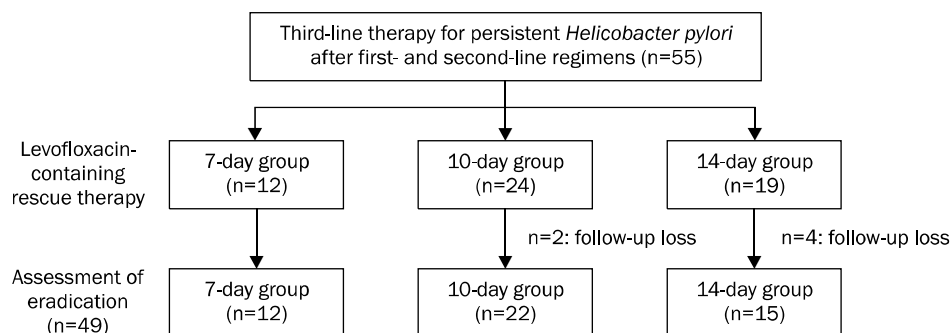 Third-line therapy for persistent Helicobacter pylori
after first- and second-line regimens (n=55)
Levofloxacin-
containing
rescue therapy
7-day group
(n=12)
10-day group
(n=24)
14-day group
(n=19)
n=2: follow-up loss
n=4: follow-up loss
Assessment of
eradication
(n=49)
7-day group
(n=12)
10-day group
(n=22)
14-day group
(n=15)